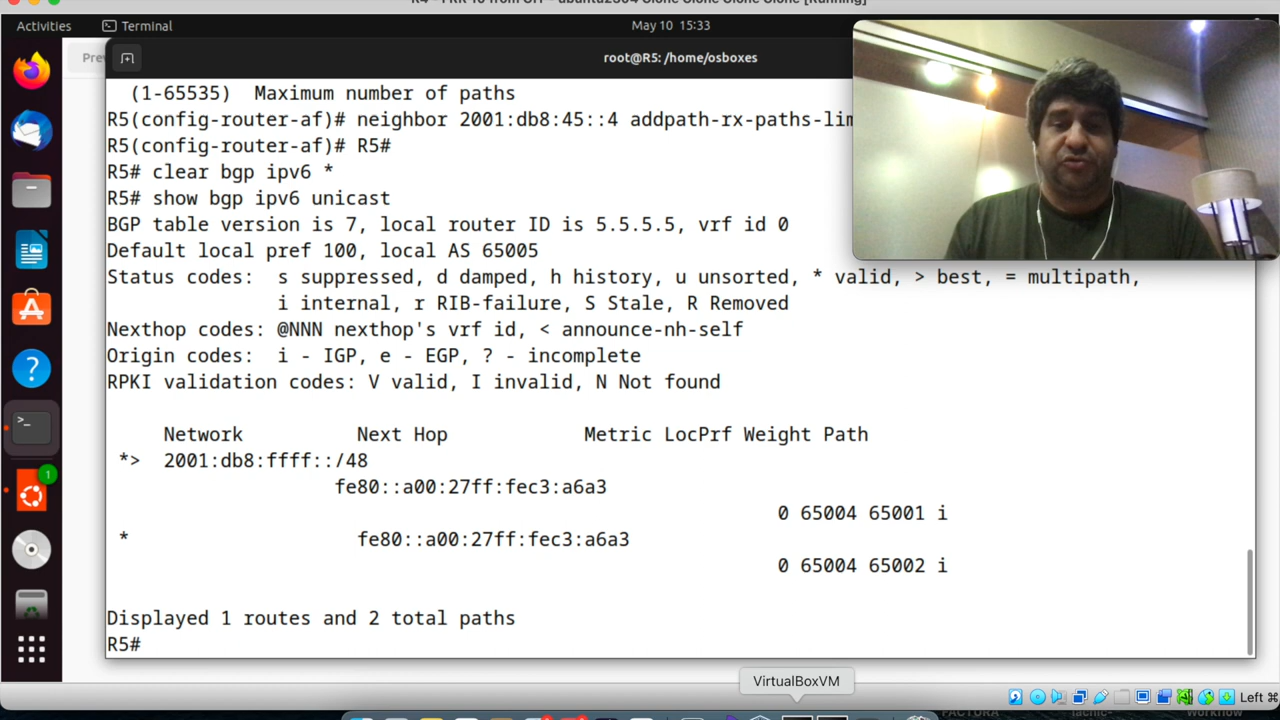 Activities
Terminal
May 10 15:33
root@R5: /home/osboxes
(1-65535)  Maximum number of paths
R5(config-router-af)# neighbor 2001:db8:45::4 addpath-rx-paths-lim
R5(config-router-af)# R5#
R5# clear bgp ipv6 *
R5# show bgp ipv6 unicast
BGP table version is 7, local router ID is 5.5.5.5, vrf id 0
Default local pref 100, local AS 65005
Status codes:  s suppressed, d damped, h history, u unsorted, * valid, > best, = multipath,
i internal, r RIB-failure, S Stale, R Removed
Nexthop codes: @NNN nexthop's vrf id, < announce-nh-self
Origin codes:  i - IGP, e - EGP, ? - incomplete
RPKI validation codes: V valid, I invalid, N Not found
Network          Next Hop            Metric LocPrf Weight Path
*>  2001:db8:ffff::/48
fe80::a00:27ff:fec3:a6a3
0 65004 65001 i
*                    fe80::a00:27ff:fec3:a6a3
0 65004 65002 i
Displayed 1 routes and 2 total paths
R5#
1
VirtualBoxVM
Left ⌘